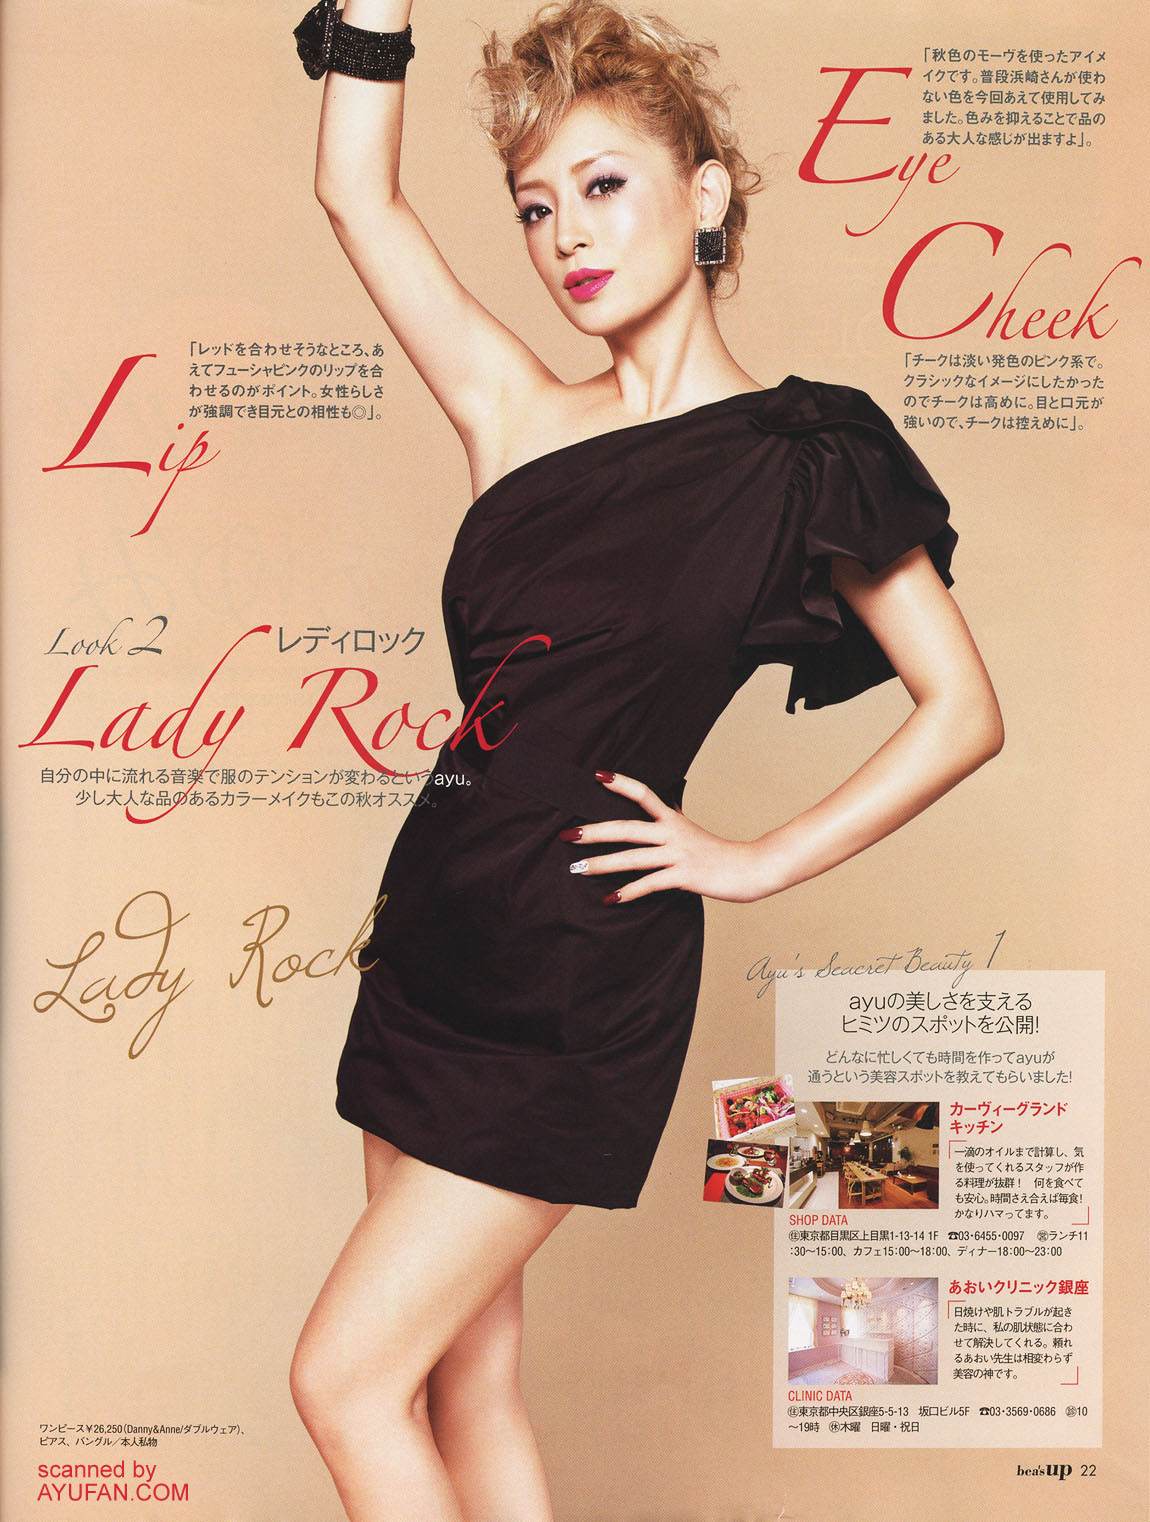 Eye
「秋色のモーヴを使ったアイメ
イクです。普段浜崎さんが使わ
ない色を今回あえて使用してみ
ました。色みを抑えることで品の
ある大人な感じが出ますよ」。
Cheek
「チークは淡い発色のピンク系で。
クラシックなイメージにしたかった
のでチークは高めに。目と口元が
強いので、チークは控えめに」。
Lip
「レッドを合わせそうなところ、あ
えてフューシャピンクのリップを合
わせるのがポイント。女性らしさ
が強調でき目元との相性も◎」。
Look 2
レディロック
Lady Rock
自分の中に流れる音楽で服のテンションが変わるというayu。
少し大人な品のあるカラーメイクもこの秋オススメ。
Lady Rock
Ayu's Seacret Beauty 1
ayuの美しさを支える
ヒミツのスポットを公開!
どんなに忙しくても時間を作ってayuが
通うという美容スポットを教えてもらいました!
カーヴィーグランド
キッチン
「一滴のオイルまで計算し、気
を使ってくれるスタッフが作
る料理が抜群! 何を食べて
も安心。時間さえ合えば毎食!
かなりハマってます。」
SHOP DATA
㊟東京都目黒区上目黒1-13-14 1F ☎03・6455・0097 ㊺ランチ11
:30〜15:00、カフェ15:00〜18:00、ディナー18:00〜23:00
あおいクリニック銀座
「日焼けや肌トラブルが起き
た時に、私の肌状態に合わ
せて解決してくれる。頼れ
るあおい先生は相変わらず
美容の神です。」
CLINIC DATA
東京都中央区銀座5-5-13 坂口ビル5F ☎03・3569・0686 診10
〜19時 休木曜 日曜・祝日
ワンピース¥26,250(Danny&Anne/ダブルウェア)、
ピアス、バングル/本人私物
scanned by
AYUFAN.COM
bea's up 22